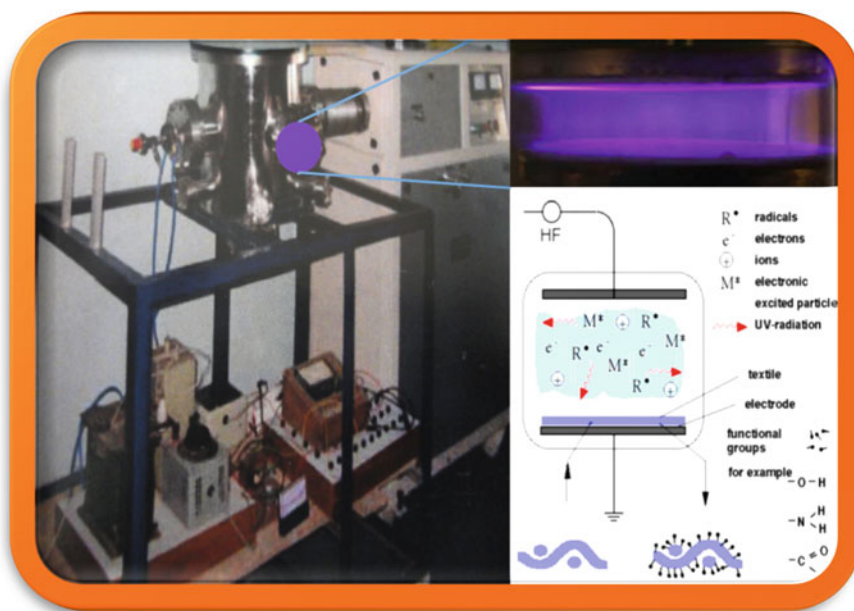 HF
R• radicals
e- electrons
+ ions
M* electronic
excited particle
UV-radiation
M* + R•
e- R• e- e- M*
M*
+ R• +
textile
electrode
functional
groups
for example
-O-H
-N H
H
-C O